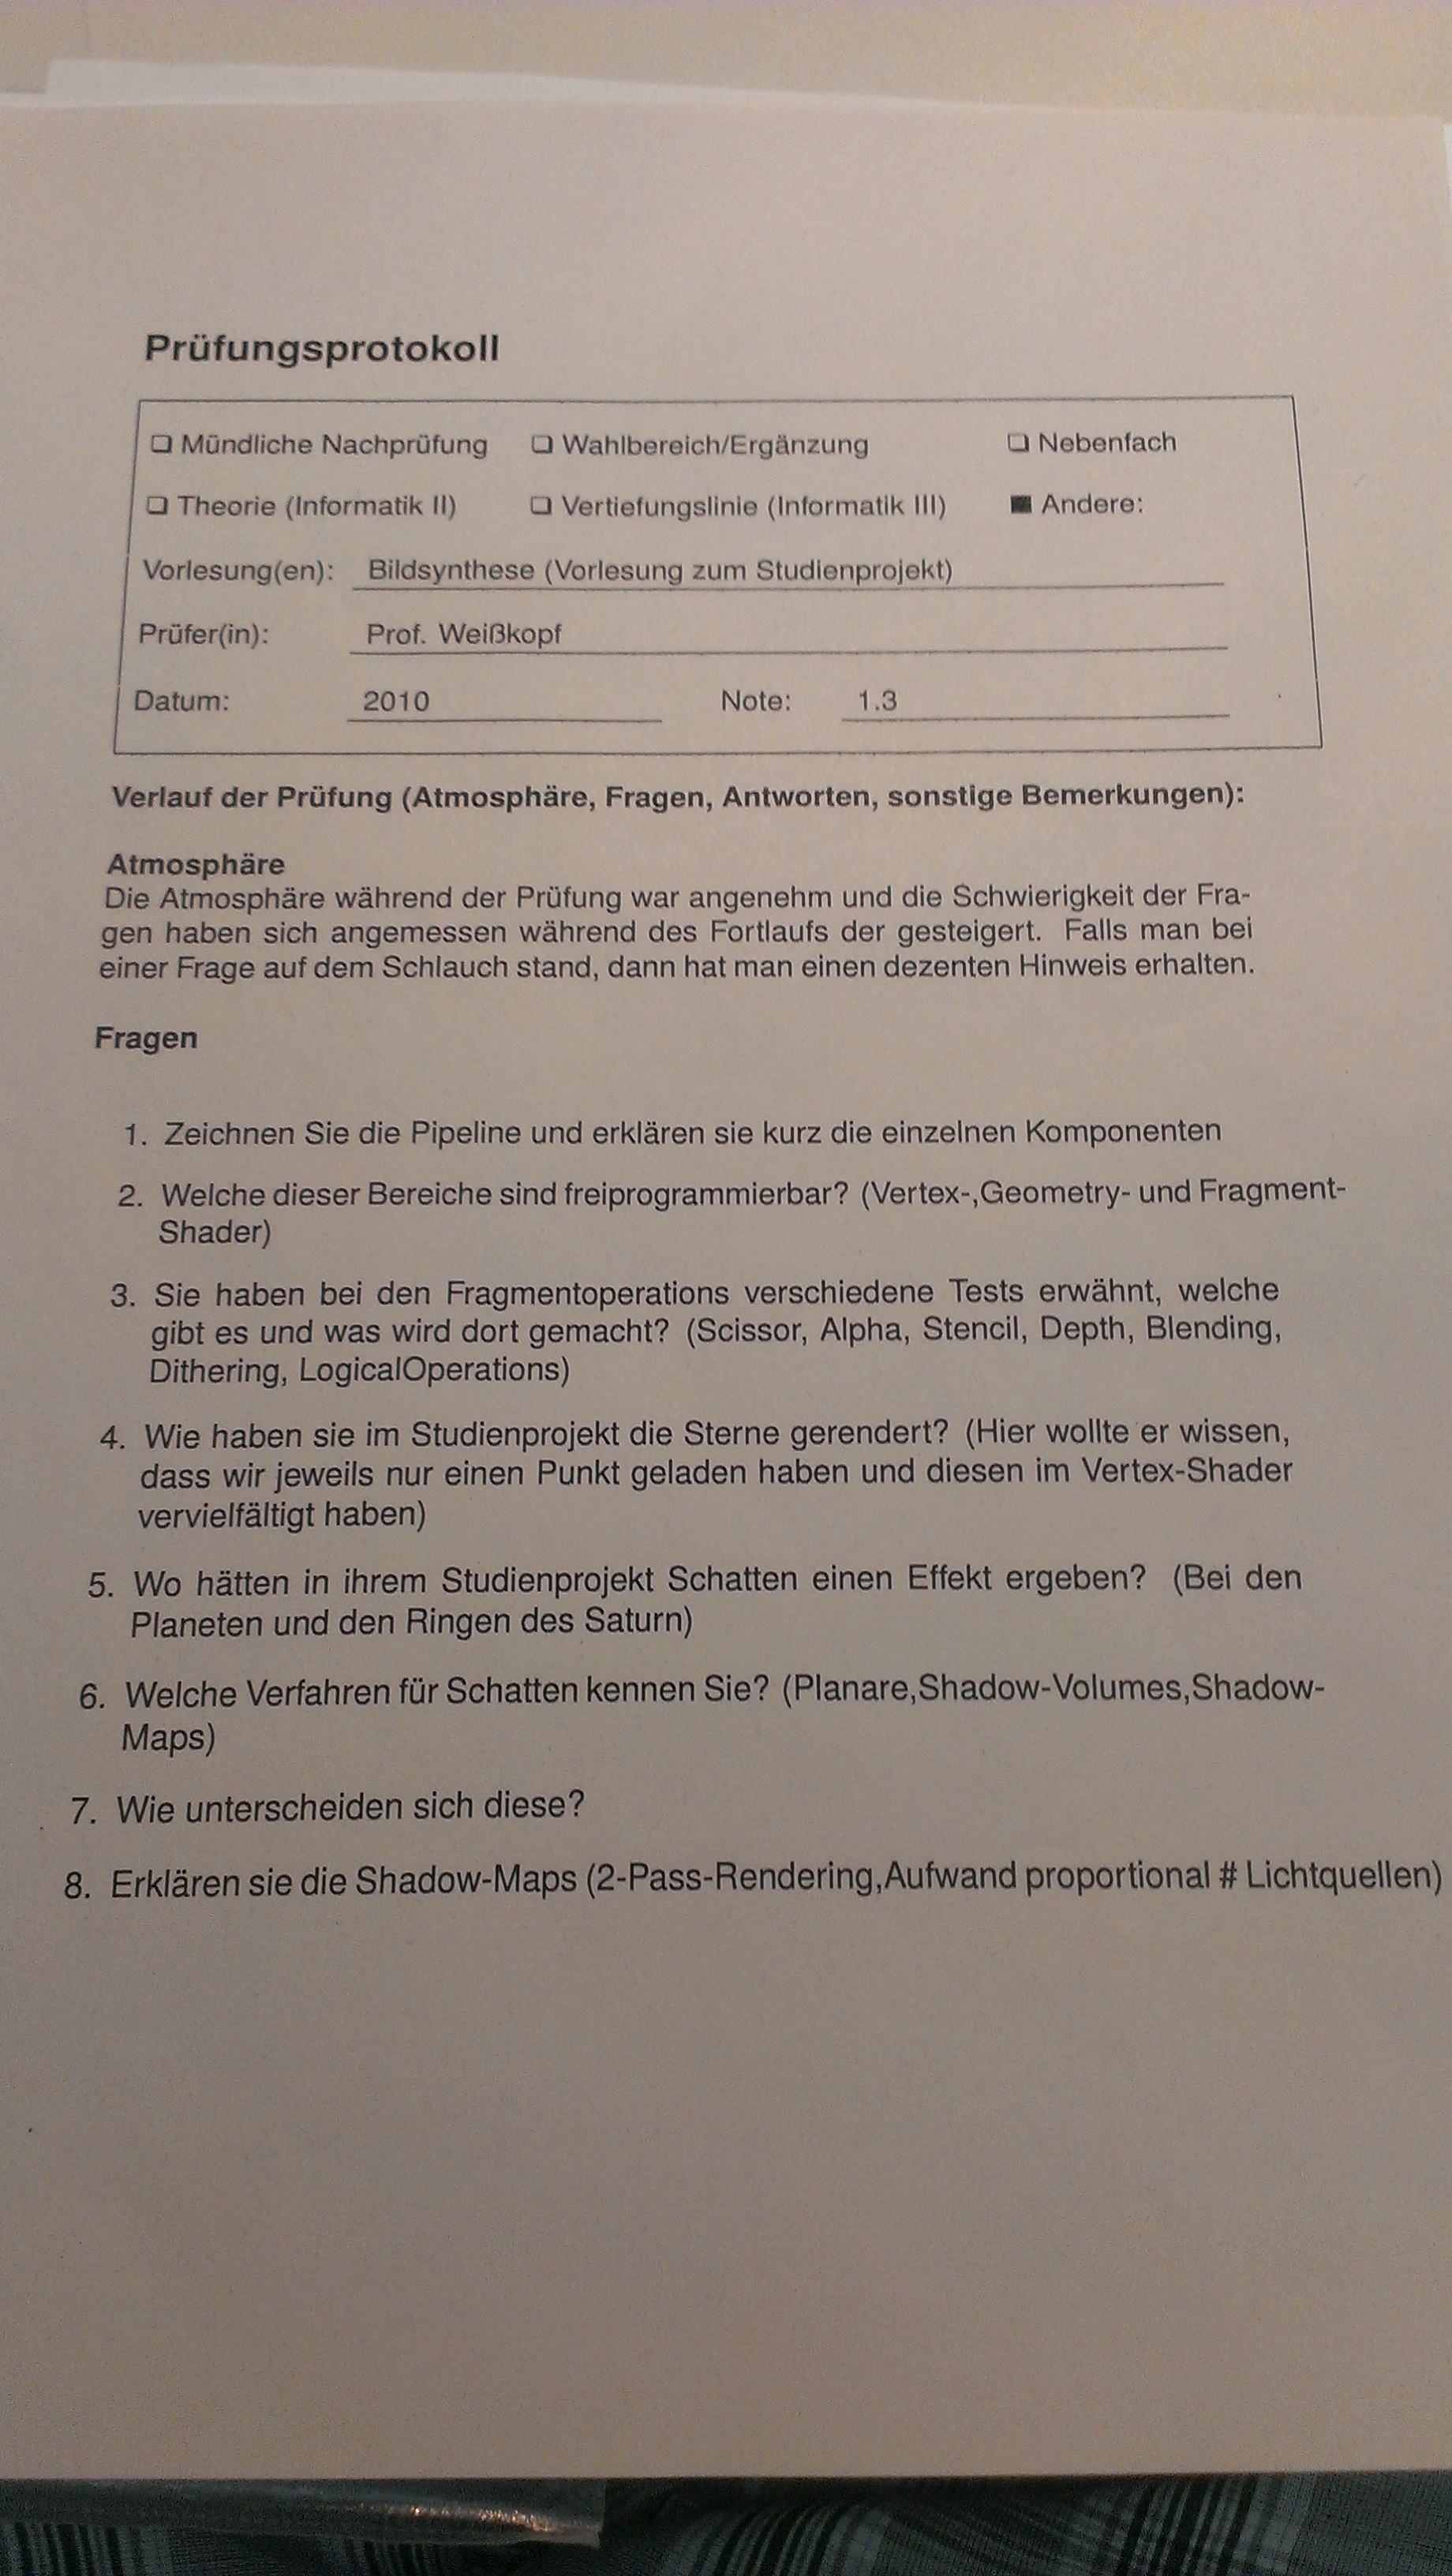 Prüfungsprotokoll
❏ Mündliche Nachprüfung ❏ Wahlbereich/Ergänzung ❏ Nebenfach
❏ Theorie (Informatik II) ❏ Vertiefungslinie (Informatik III) ■ Andere:
Vorlesung(en): Bildsynthese (Vorlesung zum Studienprojekt)
Prüfer(in): Prof. Weißkopf
Datum: 2010 Note: 1.3
Verlauf der Prüfung (Atmosphäre, Fragen, Antworten, sonstige Bemerkungen):
Atmosphäre
Die Atmosphäre während der Prüfung war angenehm und die Schwierigkeit der Fra-
gen haben sich angemessen während des Fortlaufs der gesteigert. Falls man bei
einer Frage auf dem Schlauch stand, dann hat man einen dezenten Hinweis erhalten.
Fragen
1. Zeichnen Sie die Pipeline und erklären sie kurz die einzelnen Komponenten
2. Welche dieser Bereiche sind freiprogrammierbar? (Vertex-,Geometry- und Fragment-
Shader)
3. Sie haben bei den Fragmentoperations verschiedene Tests erwähnt, welche
gibt es und was wird dort gemacht? (Scissor, Alpha, Stencil, Depth, Blending,
Dithering, LogicalOperations)
4. Wie haben sie im Studienprojekt die Sterne gerendert? (Hier wollte er wissen,
dass wir jeweils nur einen Punkt geladen haben und diesen im Vertex-Shader
vervielfältigt haben)
5. Wo hätten in ihrem Studienprojekt Schatten einen Effekt ergeben? (Bei den
Planeten und den Ringen des Saturn)
6. Welche Verfahren für Schatten kennen Sie? (Planare,Shadow-Volumes,Shadow-
Maps)
7. Wie unterscheiden sich diese?
8. Erklären sie die Shadow-Maps (2-Pass-Rendering,Aufwand proportional # Lichtquellen)